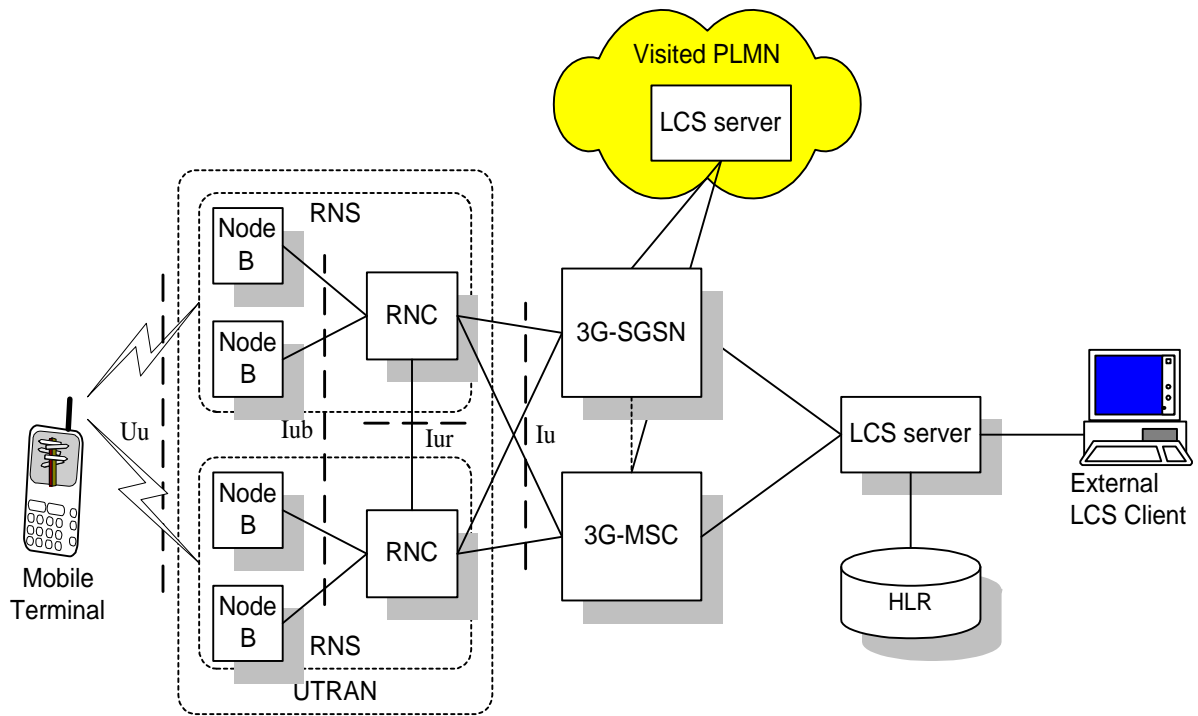 Visited PLMN
LCS server
RNS
Node
B
Node
B
RNC
3G-SGSN
Uu
Iub
Iur
Iu
LCS server
Node
B
Node
B
RNC
3G-MSC
External
LCS Client
Mobile
Terminal
HLR
RNS
UTRAN